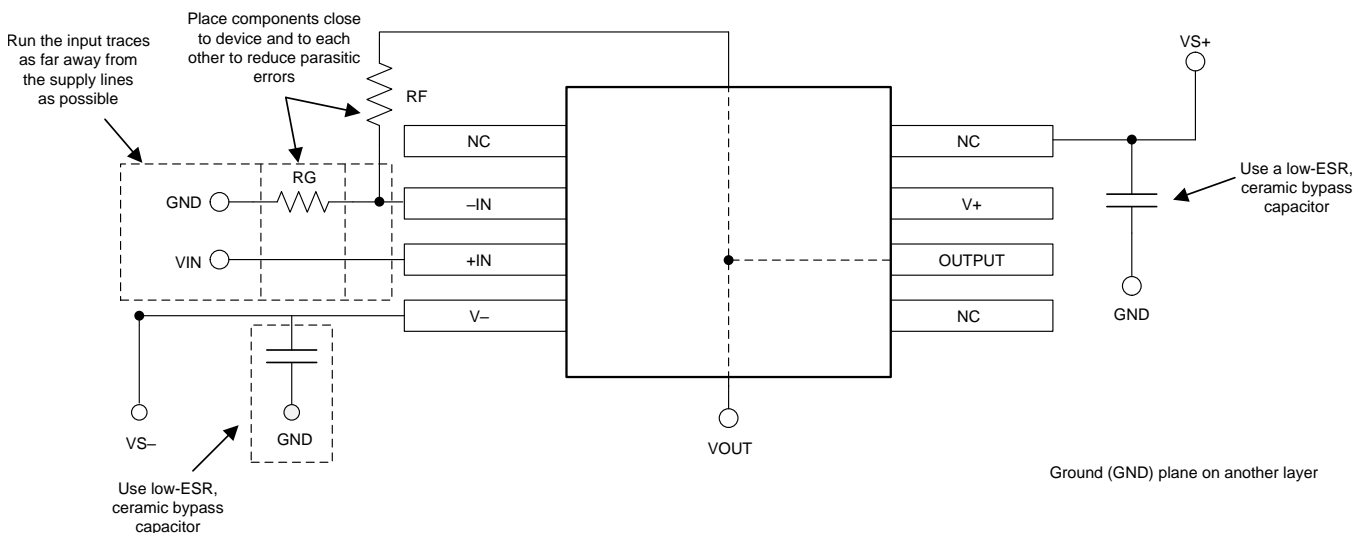 Run the input traces
as far away from
the supply lines
as possible
Place components close
to device and to each
other to reduce parasitic
errors
RF
VS+
NC
NC
Use a low-ESR,
ceramic bypass
capacitor
RG
GND
–IN
V+
VIN
+IN
OUTPUT
V–
NC
GND
VS–
GND
VOUT
Use low-ESR,
ceramic bypass
capacitor
Ground (GND) plane on another layer